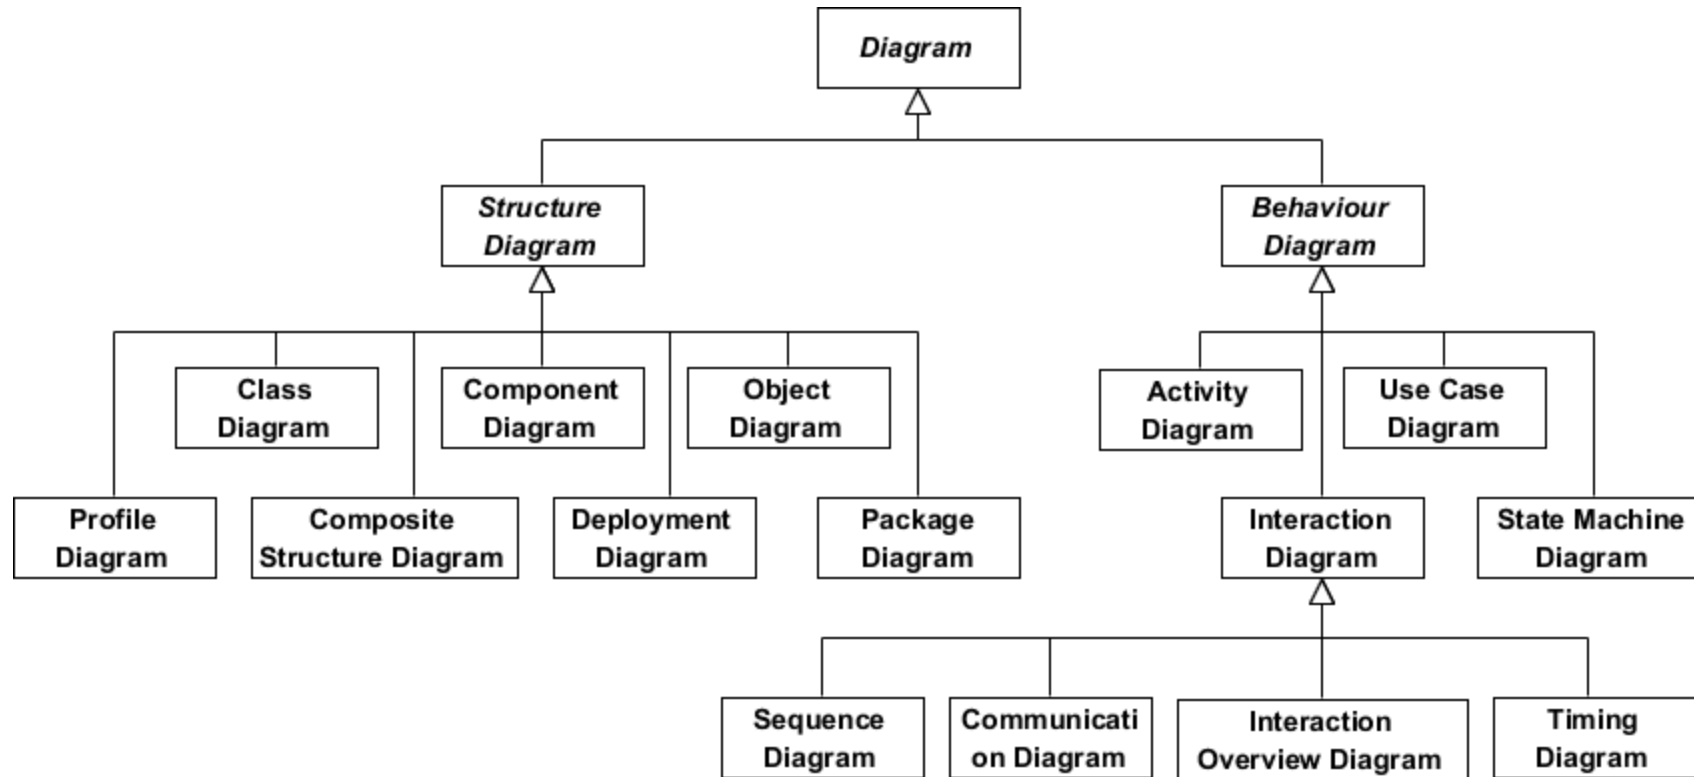 Diagram
Structure
Diagram
Behaviour
Diagram
Class
Diagram
Component
Diagram
Object
Diagram
Activity
Diagram
Use Case
Diagram
Profile
Diagram
Composite
Structure Diagram
Deployment
Diagram
Package
Diagram
Interaction
Diagram
State Machine
Diagram
Sequence
Diagram
Communicati
on Diagram
Interaction
Overview Diagram
Timing
Diagram